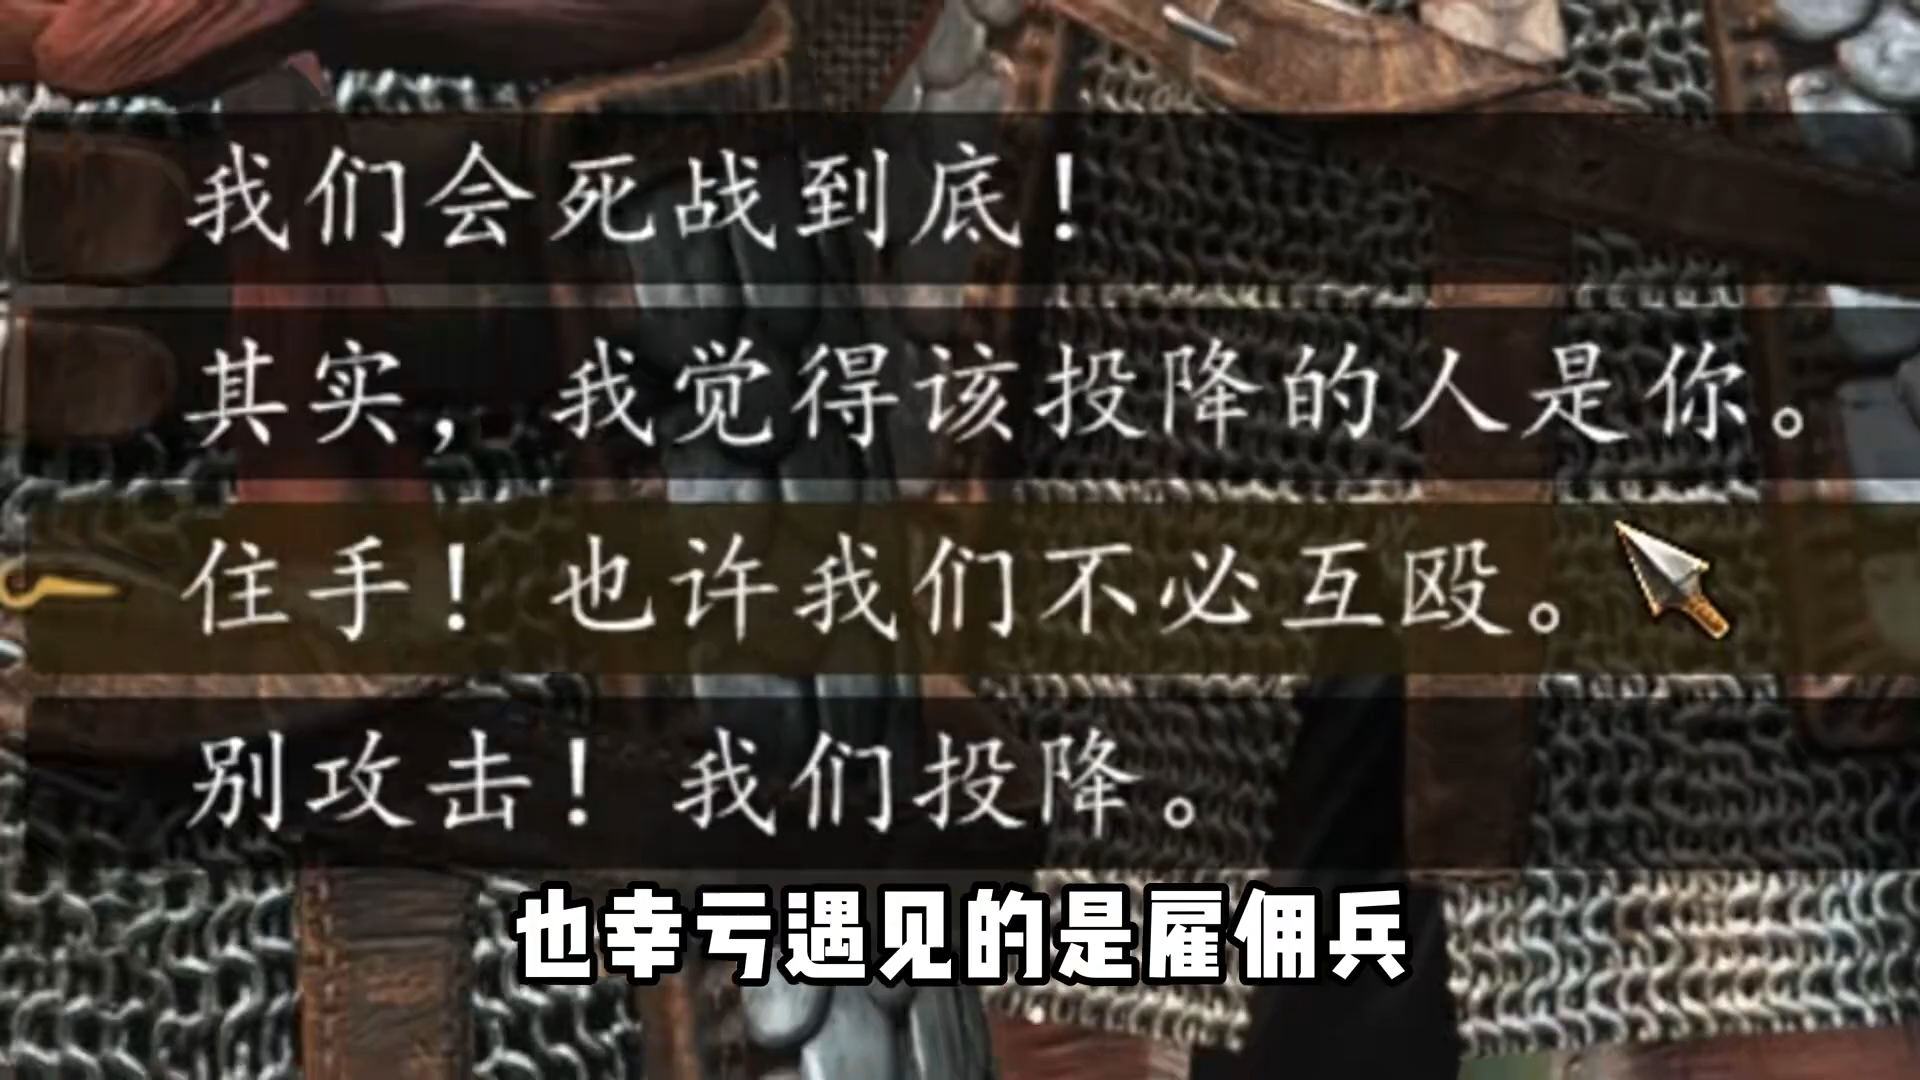 我们会死战到底！
其实，我觉得该投降的人是你。
住手！也许我们不必互殴。
别攻击！我们投降。
也幸亏遇见的是雇佣兵